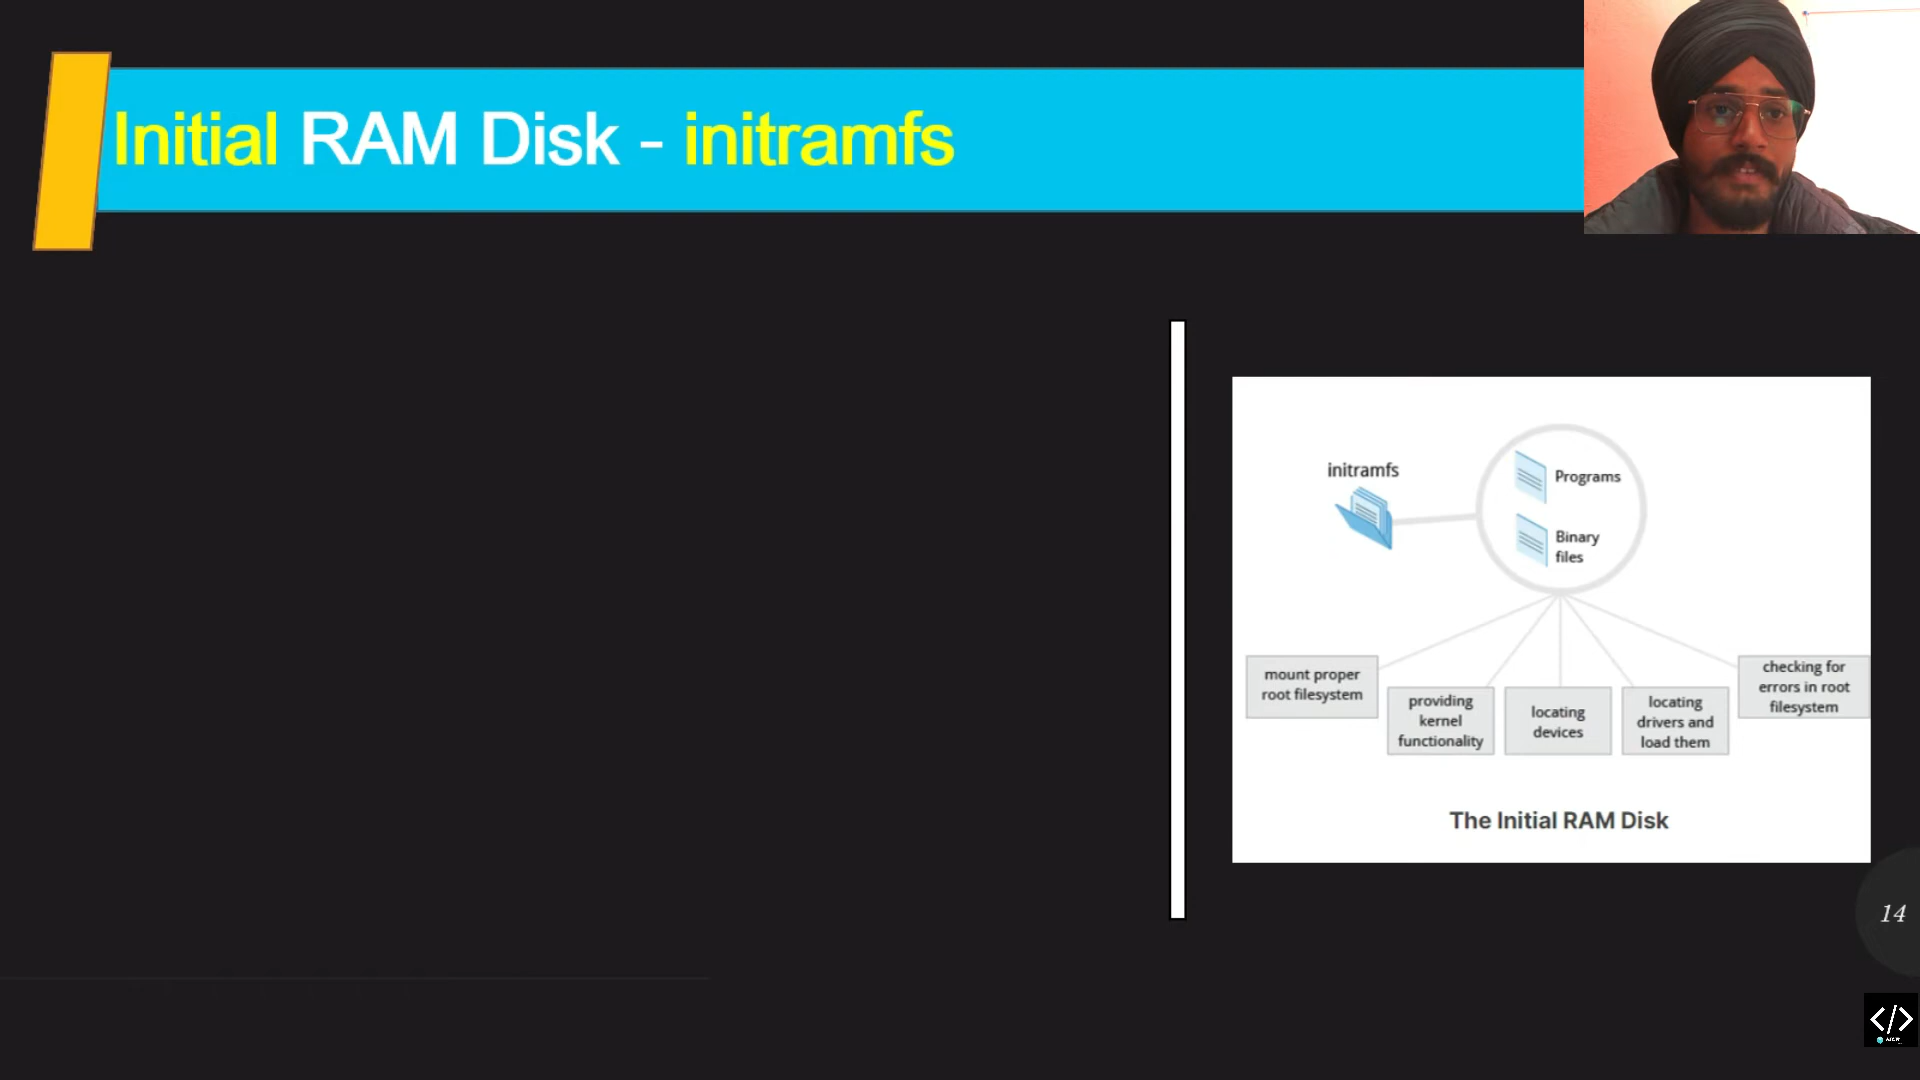 Initial RAM Disk - initramfs
initramfs
Programs
Binary
files
mount proper
root filesystem
providing
kernel
functionality
locating
devices
locating
drivers and
load them
checking for
errors in root
filesystem
The Initial RAM Disk
14
</>